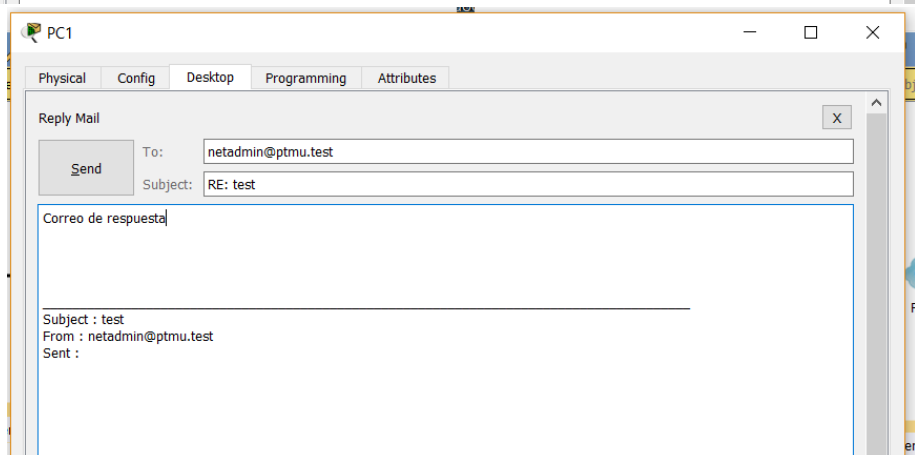 PC1
Physical Config Desktop Programming Attributes
Reply Mail
X
Send
To:
netadmin@ptmu.test
Subject:
RE: test
Correo de respuesta
Subject : test
From : netadmin@ptmu.test
Sent :